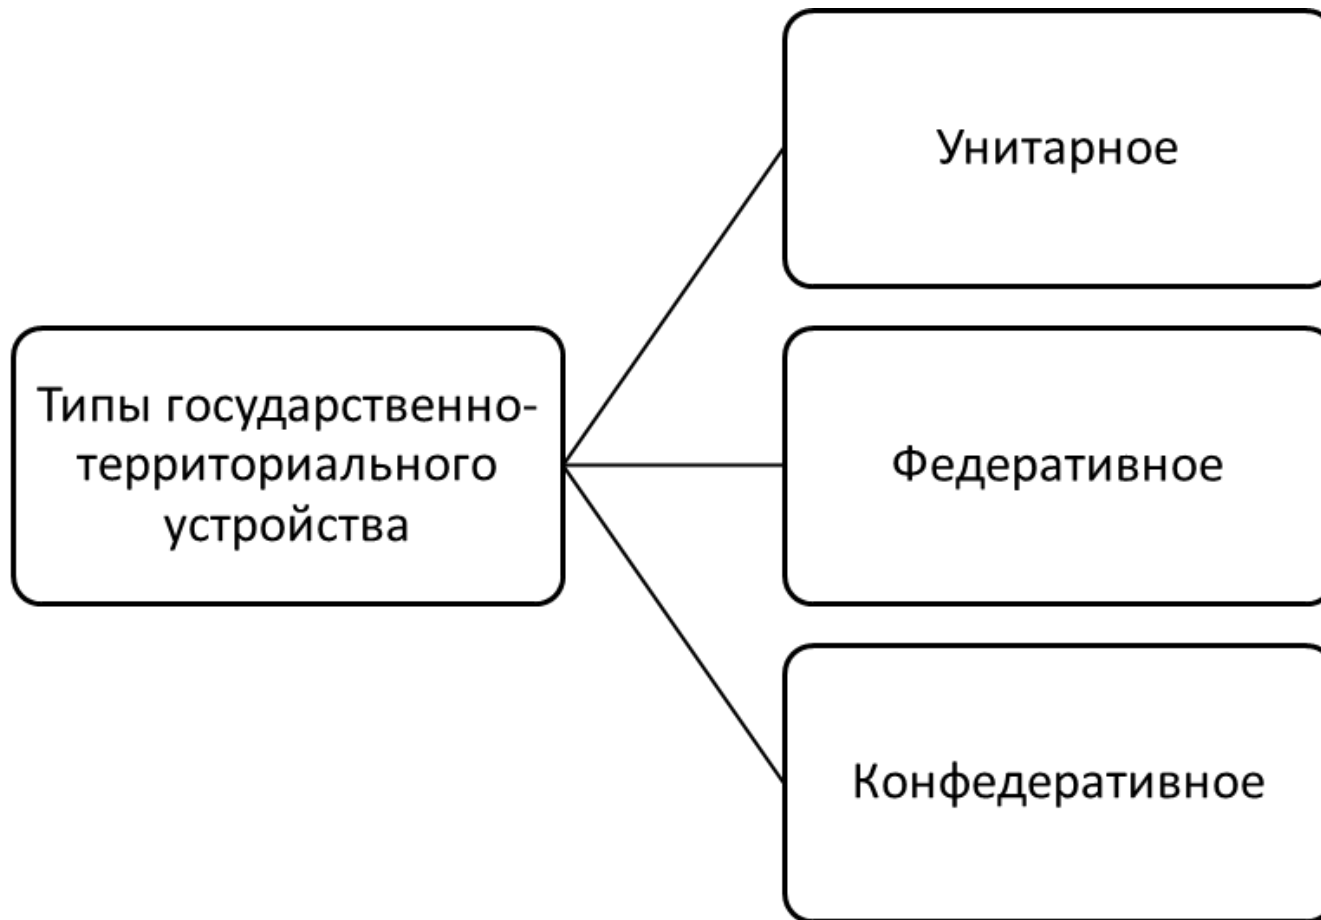 Унитарное
Типы государственно-
территориального
устройства
Федеративное
Конфедеративное